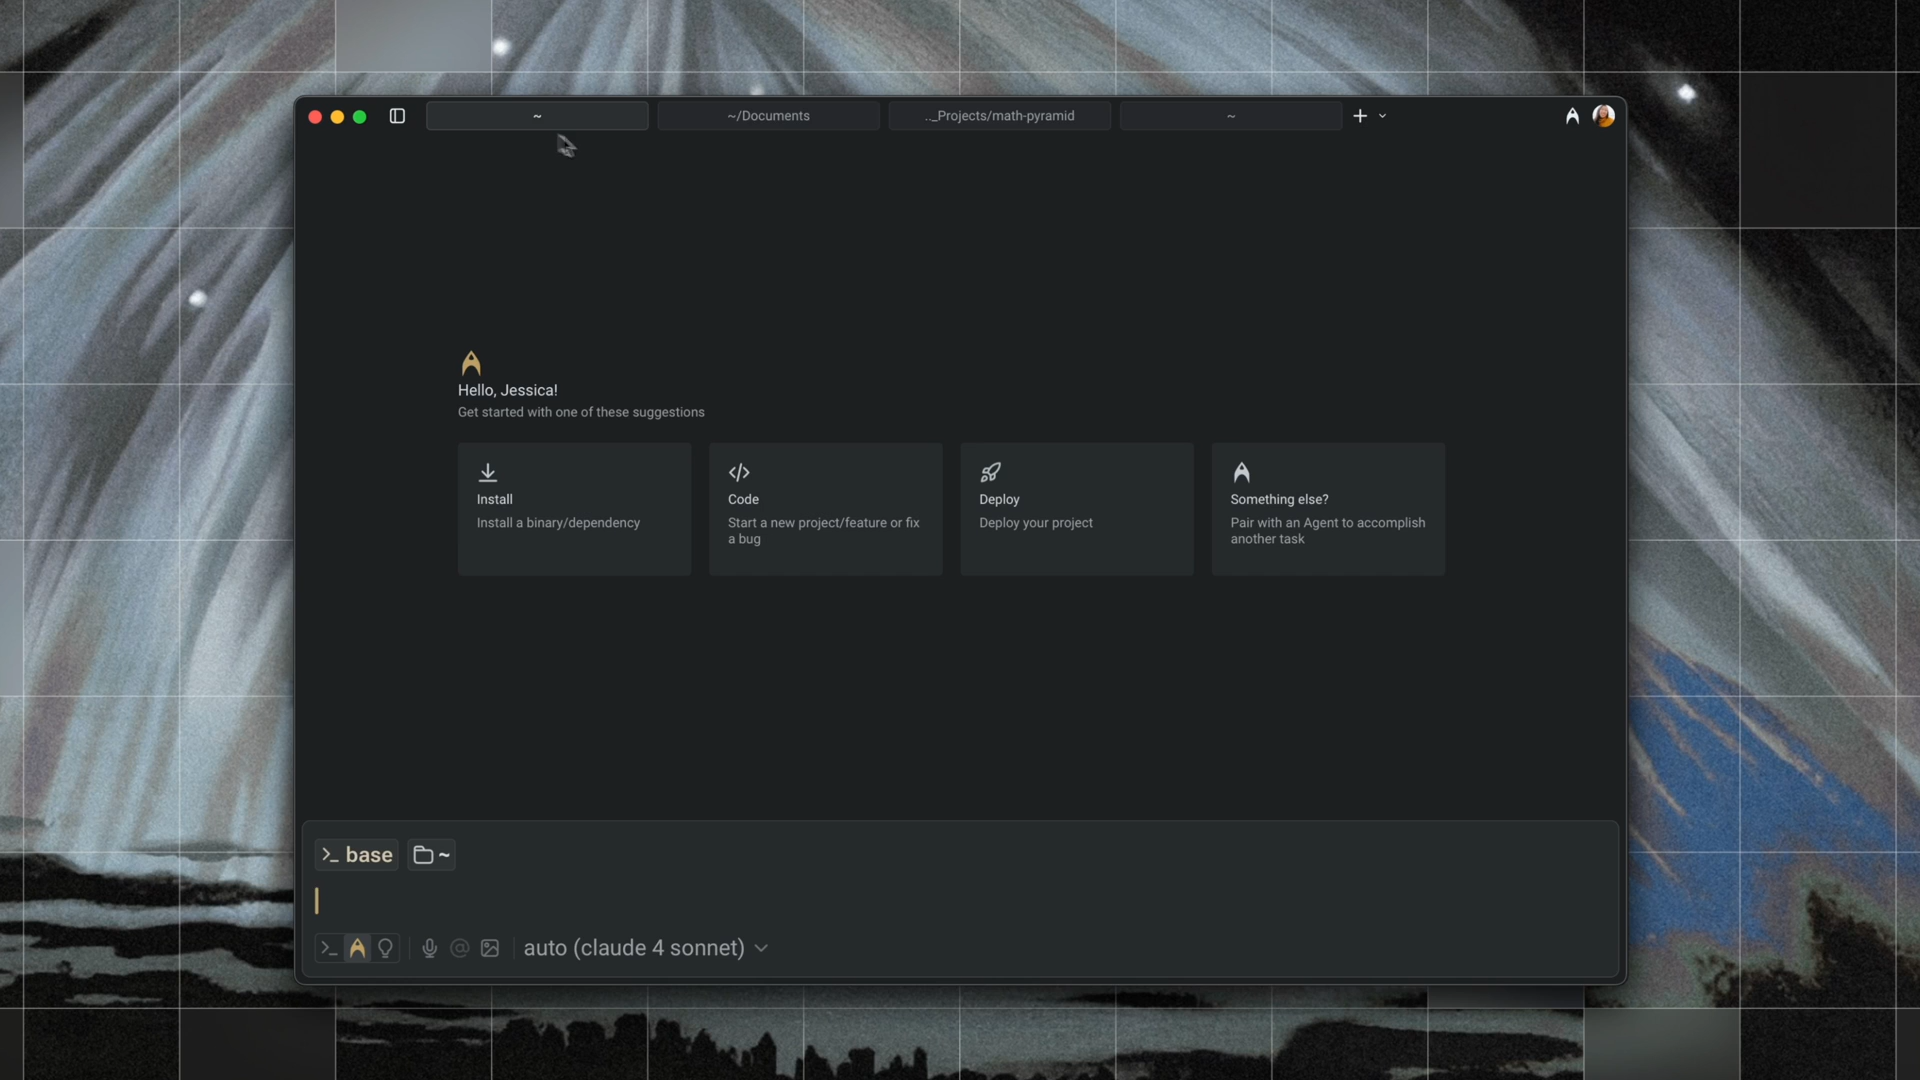 ~
~/Documents
.._Projects/math-pyramid
~
Hello, Jessica!
Get started with one of these suggestions
Install
Install a binary/dependency
Code
Start a new project/feature or fix
a bug
Deploy
Deploy your project
Something else?
Pair with an Agent to accomplish
another task
>_ base
~
auto (claude 4 sonnet)